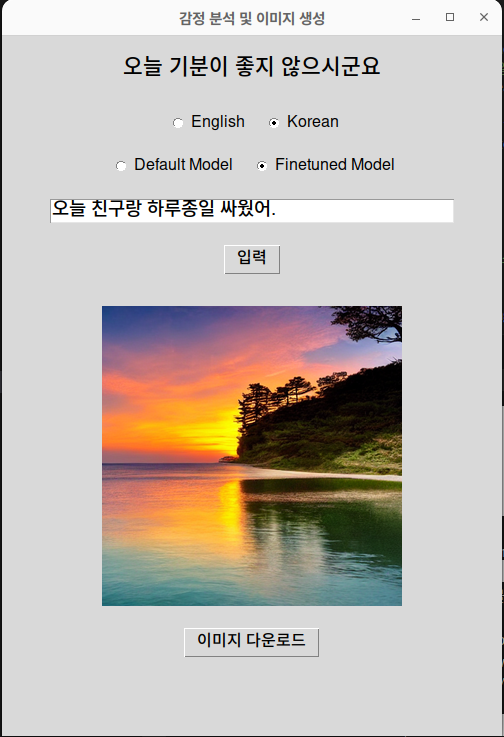 감정 분석 및 이미지 생성
오늘 기분이 좋지 않으시군요
English Korean
Default Model Finetuned Model
오늘 친구랑 하루종일 싸웠어.
입력
이미지 다운로드